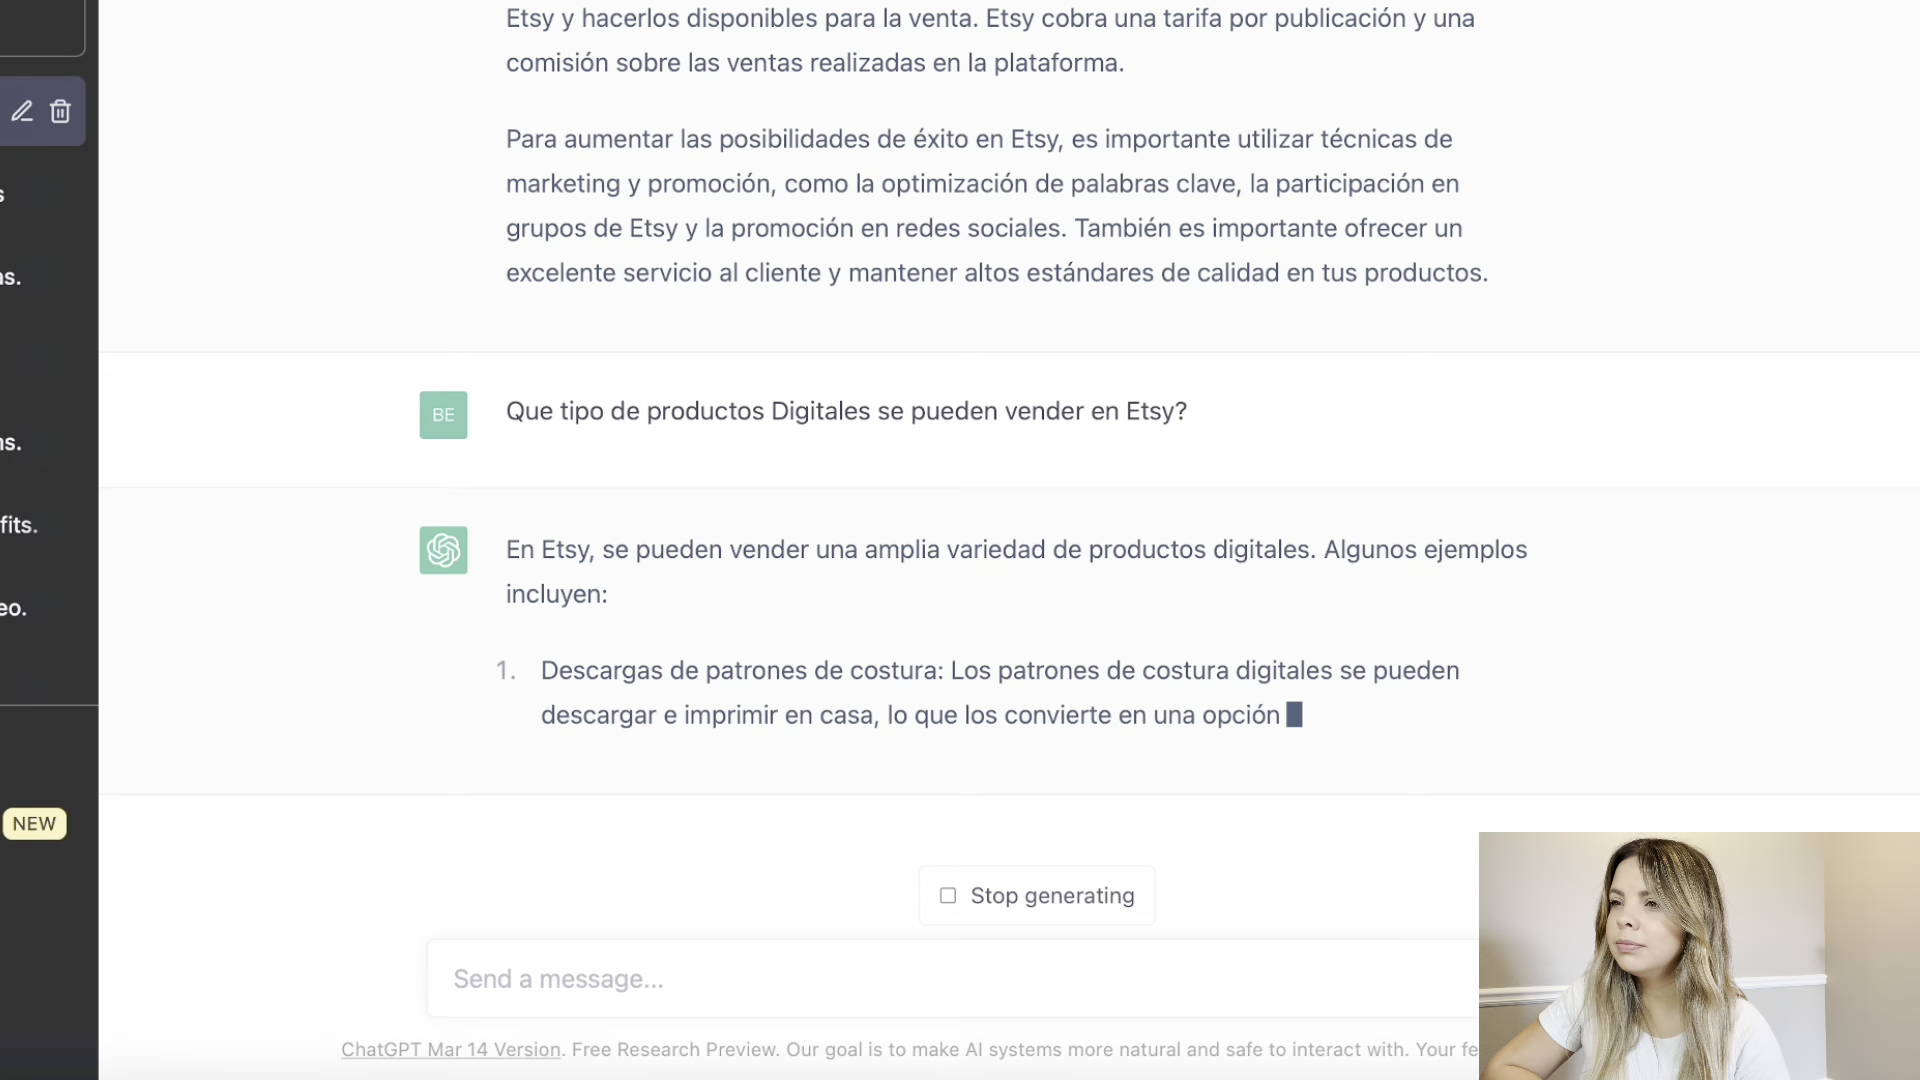 Etsy y hacerlos disponibles para la venta. Etsy cobra una tarifa por publicación y una
comisión sobre las ventas realizadas en la plataforma.
Para aumentar las posibilidades de éxito en Etsy, es importante utilizar técnicas de
marketing y promoción, como la optimización de palabras clave, la participación en
grupos de Etsy y la promoción en redes sociales. También es importante ofrecer un
excelente servicio al cliente y mantener altos estándares de calidad en tus productos.
s
as.
ns.
fits.
eo.
NEW
BE
Que tipo de productos Digitales se pueden vender en Etsy?
En Etsy, se pueden vender una amplia variedad de productos digitales. Algunos ejemplos
incluyen:
1. Descargas de patrones de costura: Los patrones de costura digitales se pueden
descargar e imprimir en casa, lo que los convierte en una opción
Stop generating
Send a message...
ChatGPT Mar 14 Version. Free Research Preview. Our goal is to make AI systems more natural and safe to interact with. Your fe